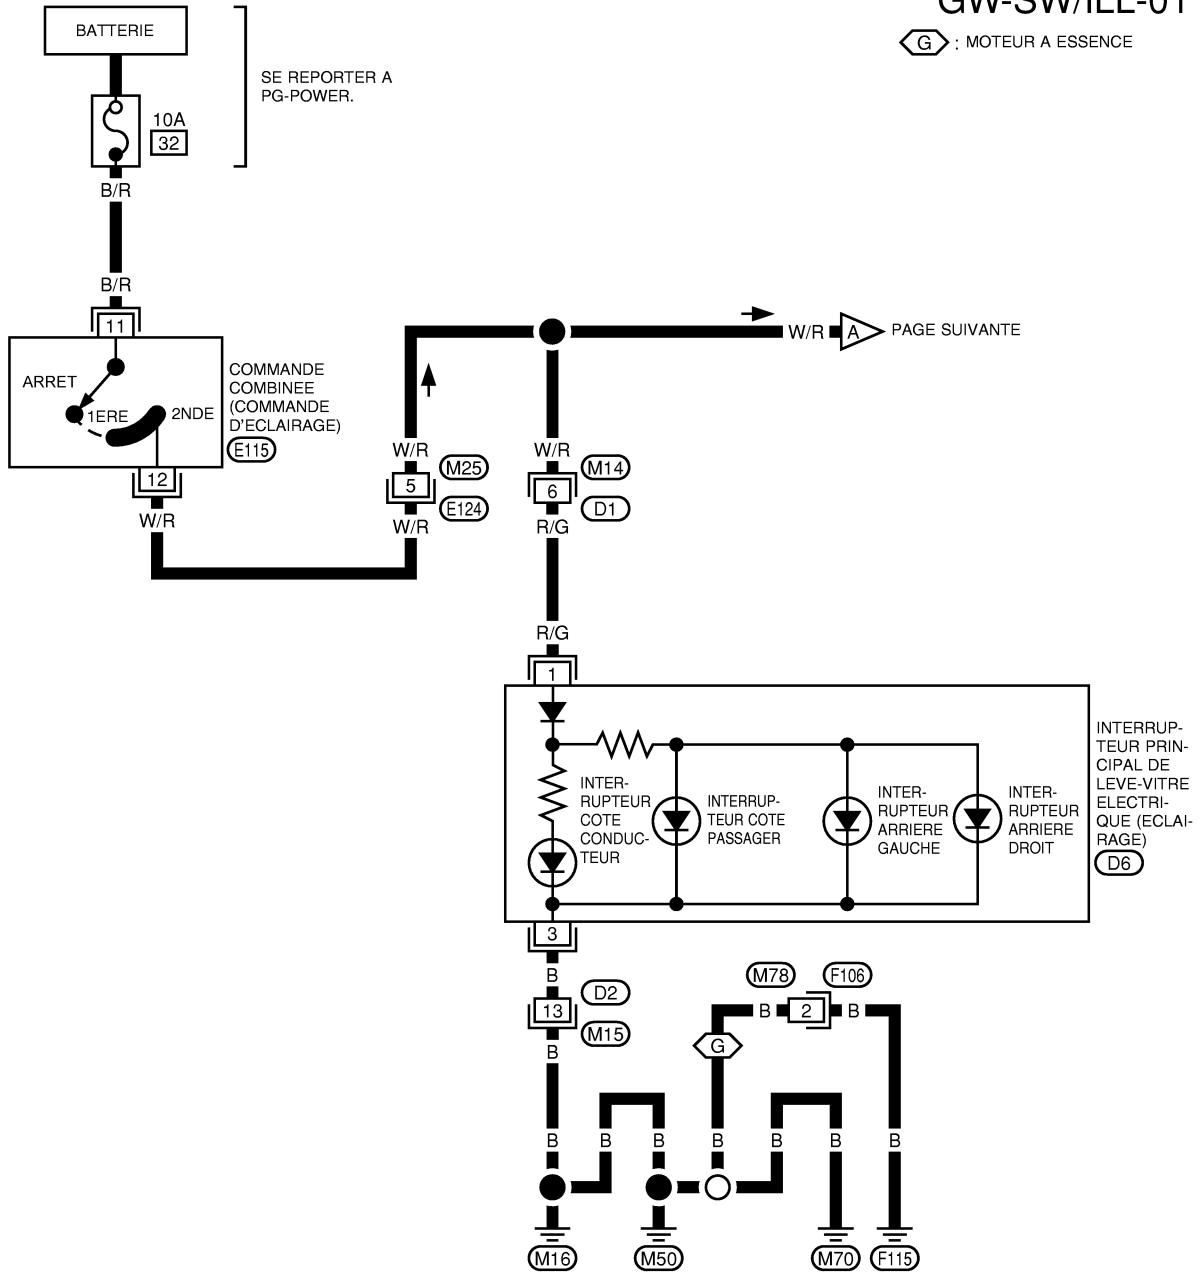 GW-SW/ILL-01
G : MOTEUR A ESSENCE
BATTERIE
SE REPORTER A
PG-POWER.
10A
32
B/R
B/R
11
ARRET
1ERE
2NDE
COMMANDE
COMBINEE
(COMMANDE
D'ECLAIRAGE)
E115
12
W/R
W/R
A
PAGE SUIVANTE
W/R
5
M25
E124
W/R
W/R
6
M14
D1
R/G
R/G
1
INTER-
RUPTEUR
COTE
CONDUC-
TEUR
INTERRUP-
TEUR COTE
PASSAGER
INTER-
RUPTEUR
ARRIERE
GAUCHE
INTER-
RUPTEUR
ARRIERE
DROIT
INTERRUP-
TEUR PRIN-
CIPAL DE
LEVE-VITRE
ELECTRI-
QUE (ECLAI-
RAGE)
D6
3
B
13
D2
M15
B
M78
F106
B
2
B
G
B
B
B
B
B
B
B
M16
M50
M70
F115